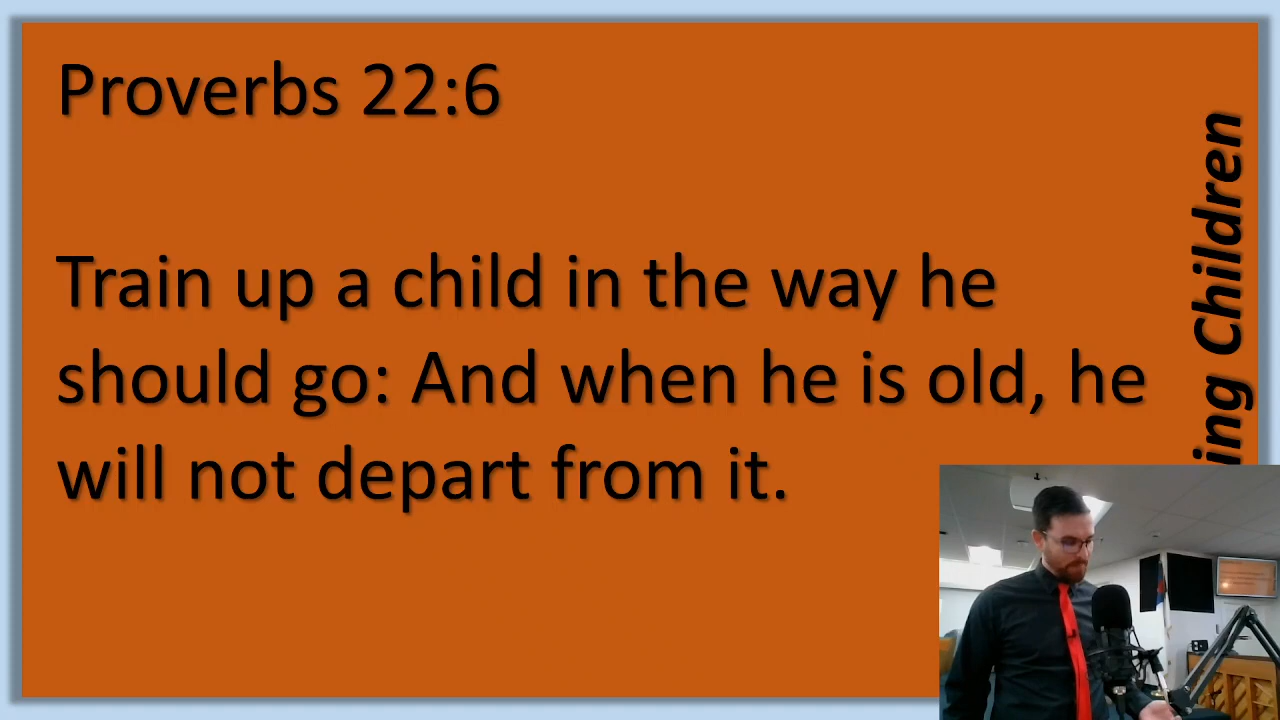 Proverbs 22:6
Train up a child in the way he
should go: And when he is old, he
will not depart from it.
ing Children